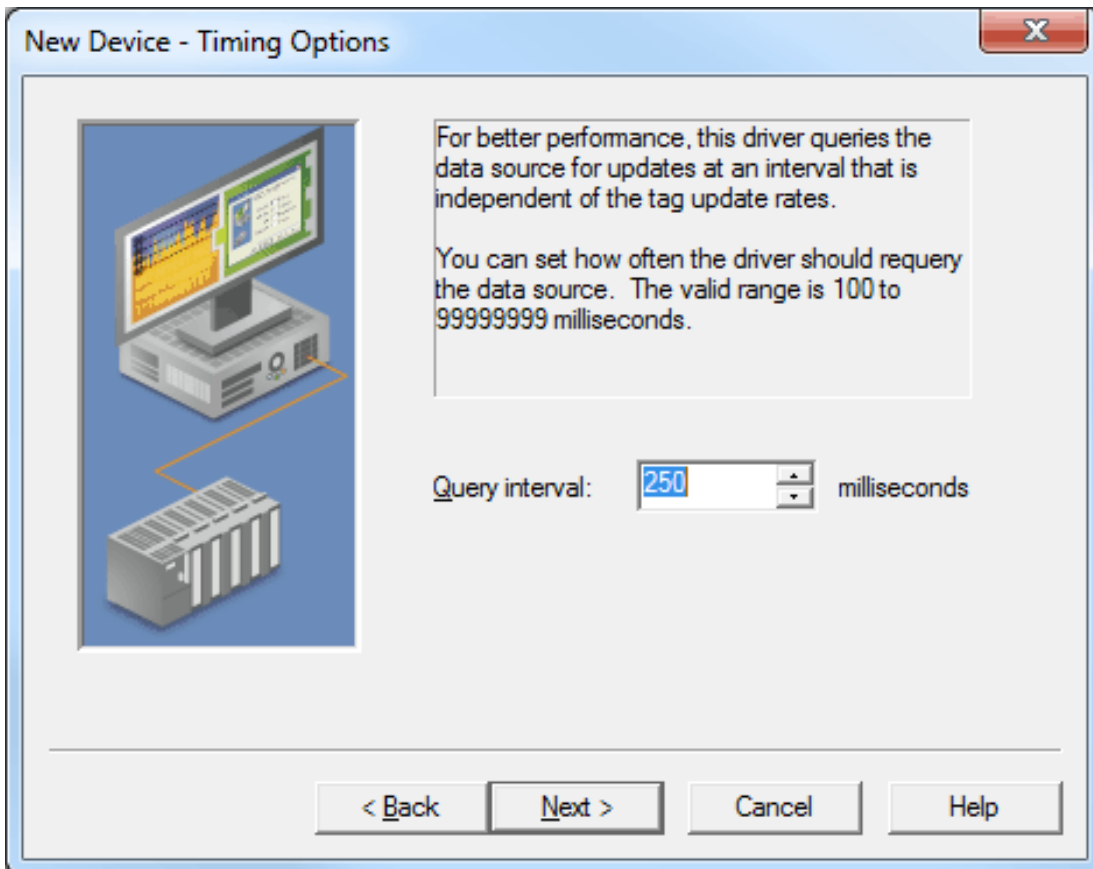 New Device - Timing Options
For better performance, this driver queries the
data source for updates at an interval that is
independent of the tag update rates.
You can set how often the driver should requery
the data source.  The valid range is 100 to
99999999 milliseconds.
Query interval: 250 milliseconds
< Back Next > Cancel Help